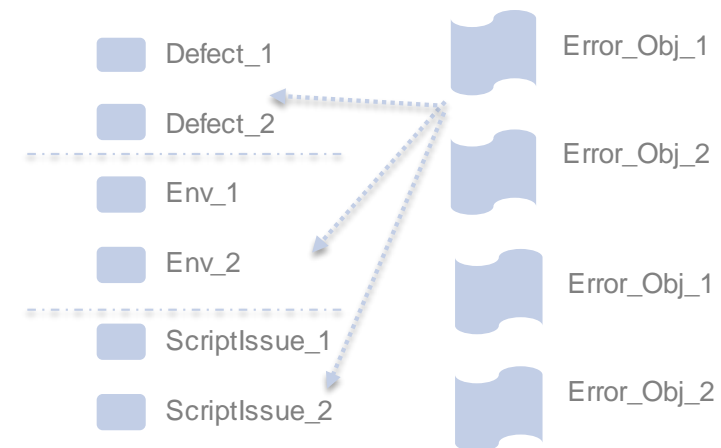 Defect_1
Defect_2
Env_1
Env_2
ScriptIssue_1
ScriptIssue_2
Error_Obj_1
Error_Obj_2
Error_Obj_1
Error_Obj_2